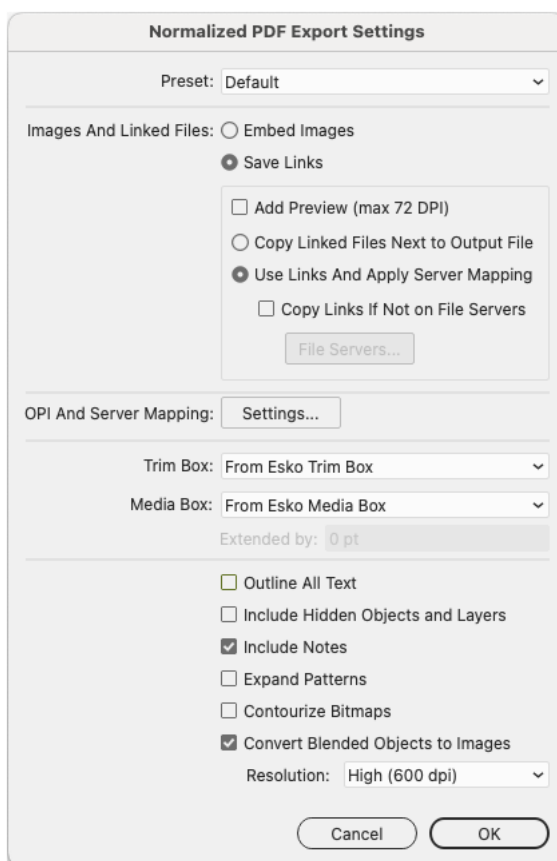 Normalized PDF Export Settings
Preset: Default
Images And Linked Files: Embed Images
Save Links
Add Preview (max 72 DPI)
Copy Linked Files Next to Output File
Use Links And Apply Server Mapping
Copy Links If Not on File Servers
File Servers...
OPI And Server Mapping: Settings...
Trim Box: From Esko Trim Box
Media Box: From Esko Media Box
Extended by: 0 pt
Outline All Text
Include Hidden Objects and Layers
Include Notes
Expand Patterns
Contourize Bitmaps
Convert Blended Objects to Images
Resolution: High (600 dpi)
Cancel OK